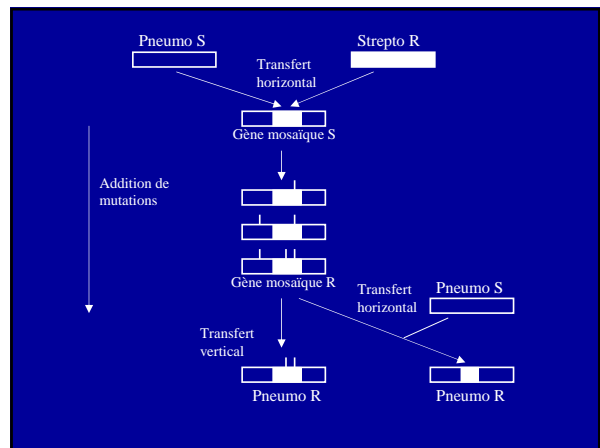 Pneumo S
Strepto R
Transfert
horizontal
Gène mosaïque S
Addition de
mutations
Gène mosaïque R
Transfert
horizontal
Pneumo S
Transfert
vertical
Pneumo R
Pneumo R